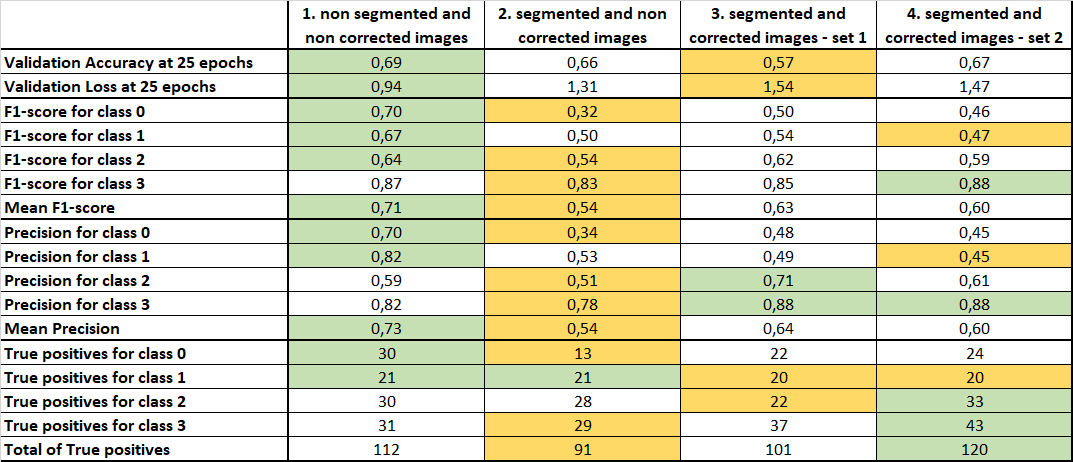 1. non segmented and non corrected images 2. segmented and non corrected images 3. segmented and corrected images - set 1 4. segmented and corrected images - set 2
Validation Accuracy at 25 epochs 0,69 0,66 0,57 0,67
Validation Loss at 25 epochs 0,94 1,31 1,54 1,47
F1-score for class 0 0,70 0,32 0,50 0,46
F1-score for class 1 0,67 0,50 0,54 0,47
F1-score for class 2 0,64 0,54 0,62 0,59
F1-score for class 3 0,87 0,83 0,85 0,88
Mean F1-score 0,71 0,54 0,63 0,60
Precision for class 0 0,70 0,34 0,48 0,45
Precision for class 1 0,82 0,53 0,49 0,45
Precision for class 2 0,59 0,51 0,71 0,61
Precision for class 3 0,82 0,78 0,88 0,88
Mean Precision 0,73 0,54 0,64 0,60
True positives for class 0 30 13 22 24
True positives for class 1 21 21 20 20
True positives for class 2 30 28 22 33
True positives for class 3 31 29 37 43
Total of True positives 112 91 101 120